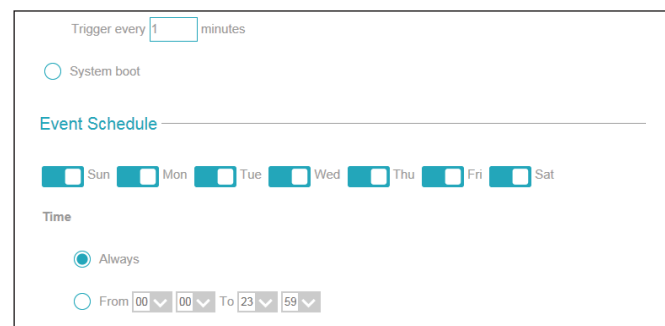 Trigger every 1 minutes
System boot
Event Schedule
Sun Mon Tue Wed Thu Fri Sat
Time
Always
From 00 00 To 23 59